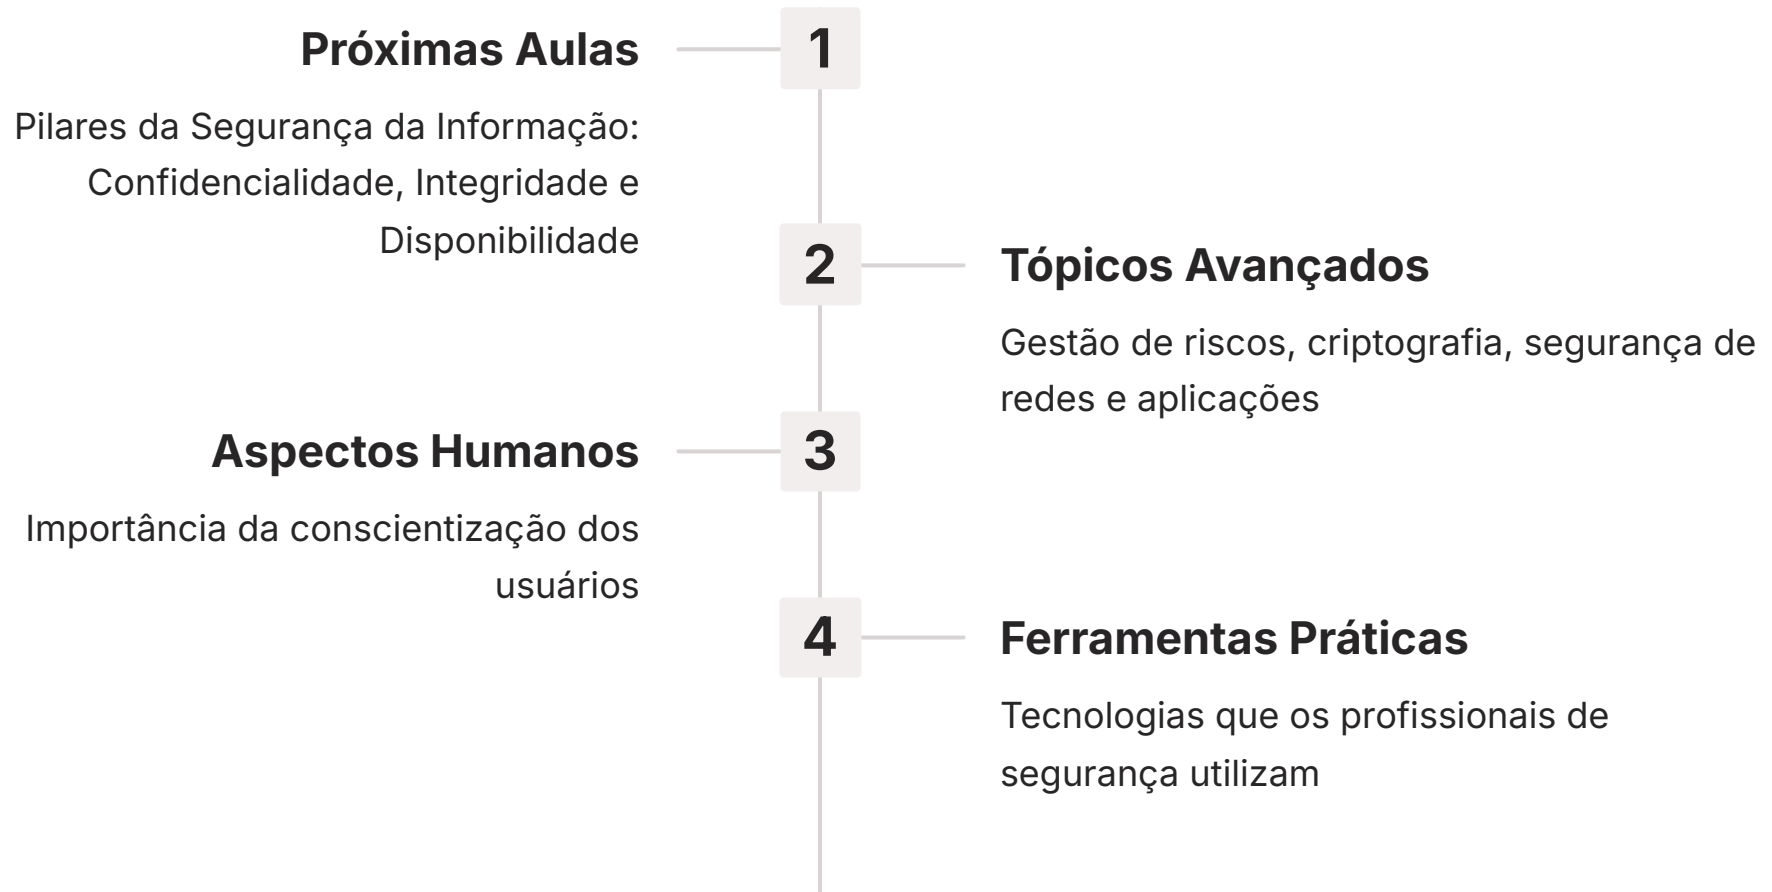 1
Próximas Aulas
Pilares da Segurança da Informação:
Confidencialidade, Integridade e
Disponibilidade
2
Tópicos Avançados
Gestão de riscos, criptografia, segurança de
redes e aplicações
3
Aspectos Humanos
Importância da conscientização dos
usuários
4
Ferramentas Práticas
Tecnologias que os profissionais de
segurança utilizam